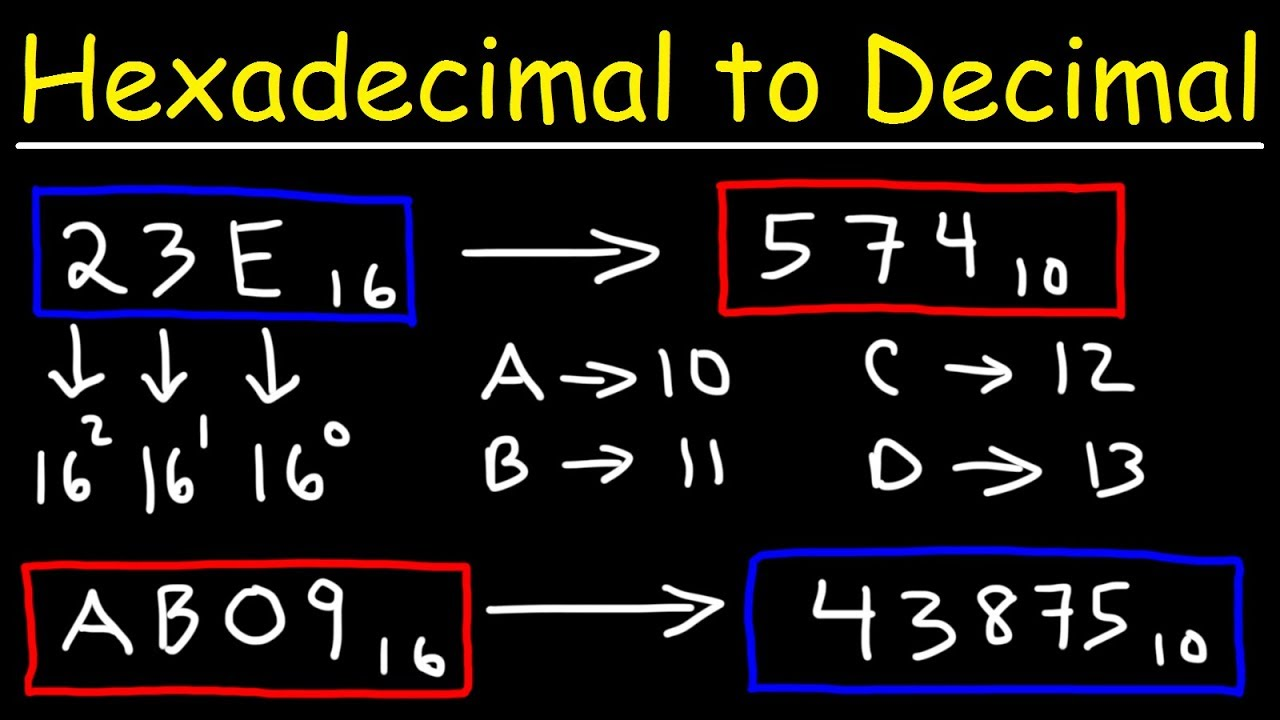 Hexadecimal to Decimal
23E₁₆ → 574₁₀
↓ ↓ ↓
16² 16¹ 16⁰
A → 10 C → 12
B → 11 D → 13
AB09₁₆ → 43875₁₀